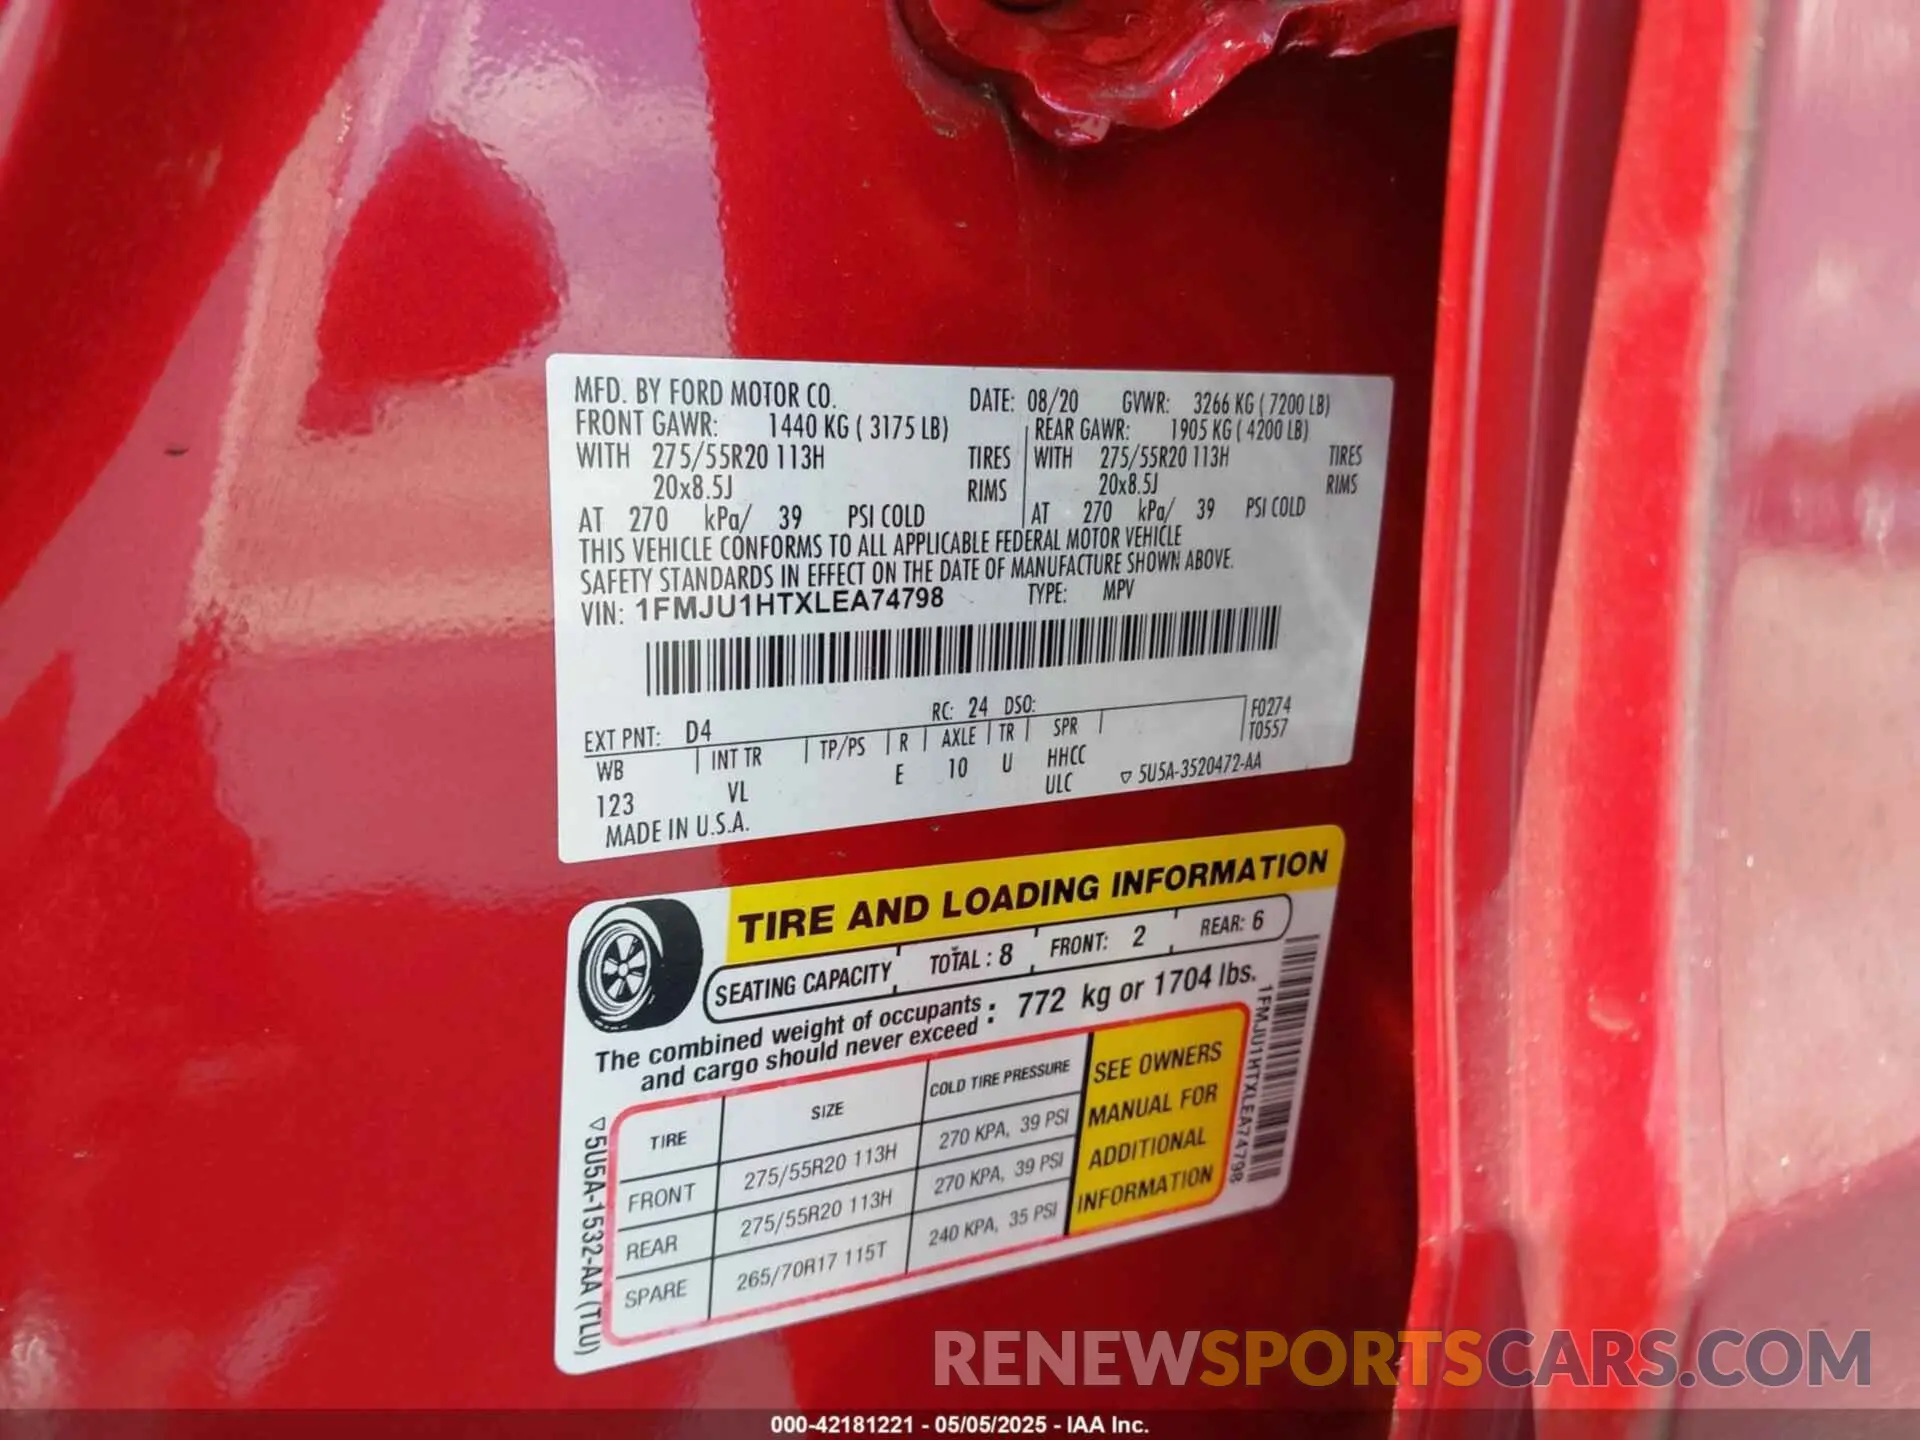 MFD. BY FORD MOTOR CO. DATE: 08/20 GVWR: 3266 KG ( 7200 LB)
FRONT GAWR: 1440 KG ( 3175 LB) REAR GAWR: 1905 KG ( 4200 LB)
WITH 275/55R20 113H TIRES WITH 275/55R20 113H TIRES
20x8.5J RIMS 20x8.5J RIMS
AT 270 kPa/ 39 PSI COLD AT 270 kPa/ 39 PSI COLD
THIS VEHICLE CONFORMS TO ALL APPLICABLE FEDERAL MOTOR VEHICLE
SAFETY STANDARDS IN EFFECT ON THE DATE OF MANUFACTURE SHOWN ABOVE.
VIN: 1FMJU1HTXLEA74798 TYPE: MPV
EXT PNT: D4 RC: 24 DSO: F0274
WB INT TR TP/PS R AXLE TR SPR T0557
123 VL E 10 U HHCC
ULC ▽ 5U5A-3520472-AA
MADE IN U.S.A.
TIRE AND LOADING INFORMATION
SEATING CAPACITY TOTAL : 8 FRONT: 2 REAR: 6
The combined weight of occupants and cargo should never exceed : 772 kg or 1704 lbs.
TIRE SIZE COLD TIRE PRESSURE
FRONT 275/55R20 113H 270 KPA, 39 PSI
REAR 275/55R20 113H 270 KPA, 39 PSI
SPARE 265/70R17 115T 240 KPA, 35 PSI
SEE OWNERS
MANUAL FOR
ADDITIONAL
INFORMATION
1FMJU1HTXLEA74798
▽5U5A-1532-AA (TLU)
RENEWSPORTSCARS.COM
000-42181221 - 05/05/2025 - IAA Inc.